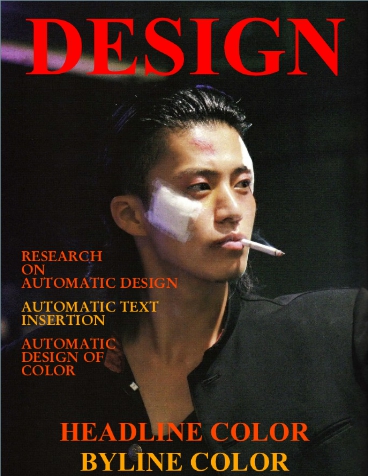 DESIGN
RESEARCH
ON
AUTOMATIC DESIGN
AUTOMATIC TEXT
INSERTION
AUTOMATIC
DESIGN OF
COLOR
HEADLINE COLOR
BYLINE COLOR